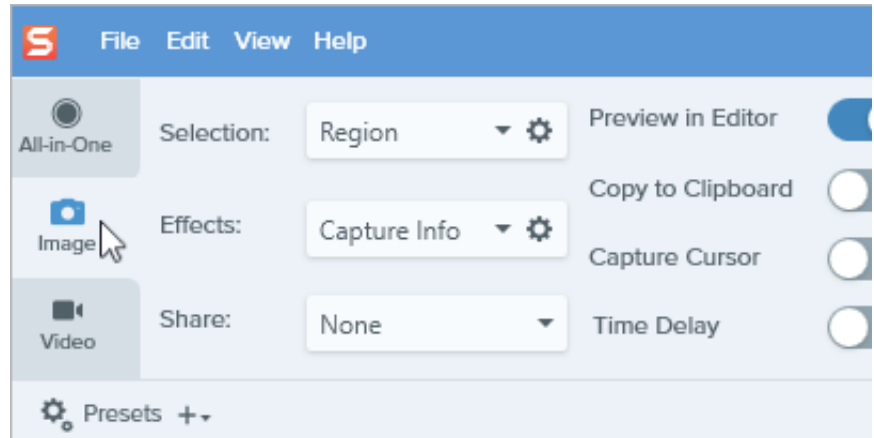 S File Edit View Help
All-in-One
Selection: Region
Preview in Editor
Copy to Clipboard
Image
Effects: Capture Info
Capture Cursor
Video
Share: None
Time Delay
Presets +